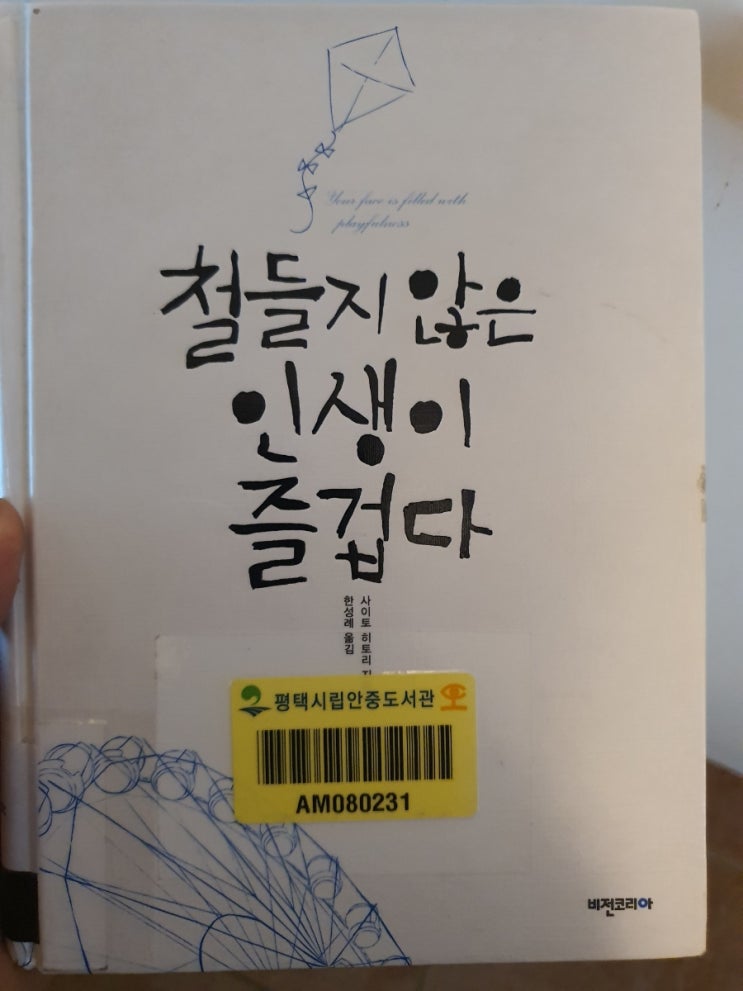 Your face is filled with
playfulness
철들지 않은
인생이
즐겁다
사이토 히토리 지
한성례 옮김
평택시립안중도서관
AM080231
비전코리아